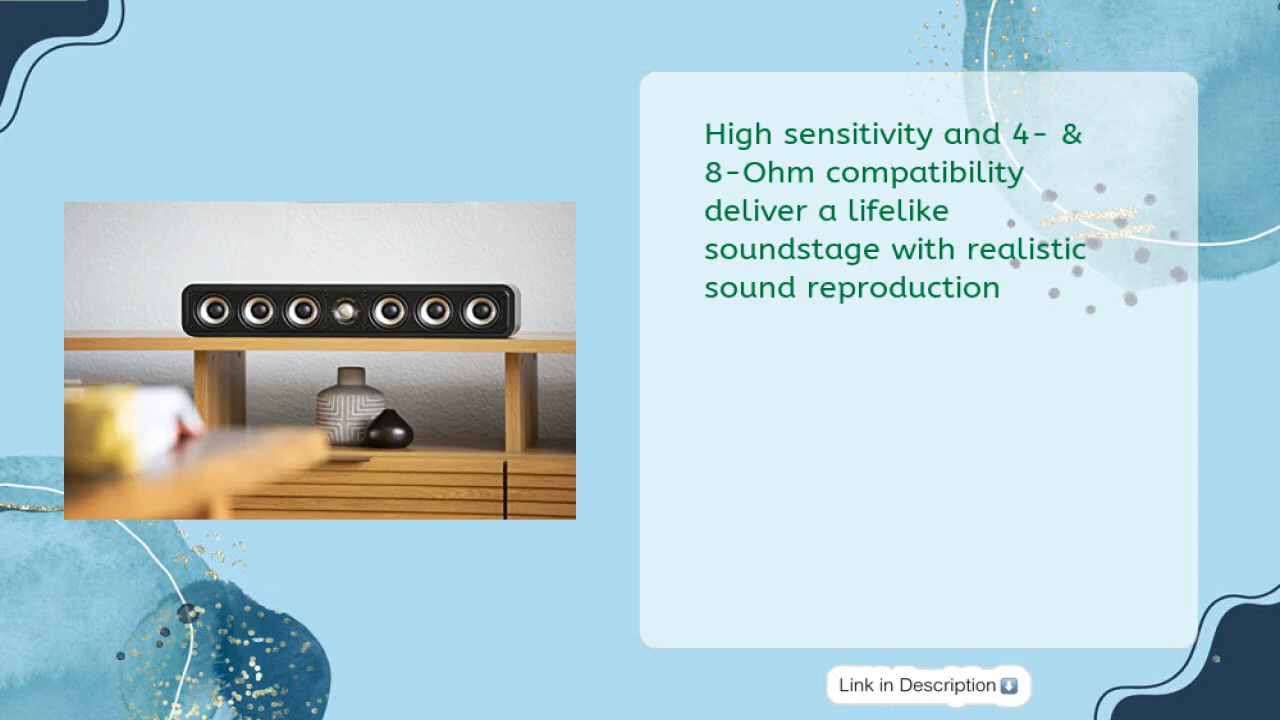 High sensitivity and 4- &
8-Ohm compatibility
deliver a lifelike
soundstage with realistic
sound reproduction
Link in Description⬇️